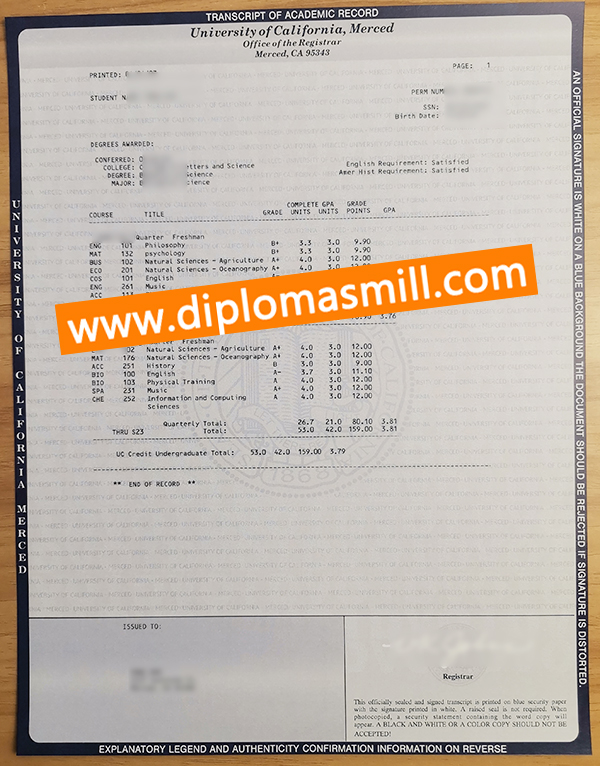 TRANSCRIPT OF ACADEMIC RECORD
University of California, Merced
Office of the Registrar
Merced, CA 95343
PRINTED:
PAGE: 1
STUDENT
PERM NUM
SSN:
Birth Date:
DEGREES AWARDED:
CONFERRED:
COLLEGE: etters and Science English Requirement: Satisfied
DEGREE: B Science Amer Hist Requirement: Satisfied
MAJOR: B cience
COMPLETE GPA GRADE
COURSE TITLE GRADE UNITS UNITS POINTS GPA
Quarter Freshman
ENG 101 Philosophy B+ 3.3 3.0 9.90
MAT 132 psychology B+ 3.3 3.0 9.90
BUS 102 Natural Sciences - Agriculture A+ 4.0 3.0 12.00
ECO 201 Natural Sciences - Oceanography A+ 4.0 3.0 12.00
COS 101 English
ENG 261 Music
ACC
www.diplomasmill.com
3.76
Freshman
102 Natural Sciences - Agriculture A+ 4.0 3.0 12.00
MAT 176 Natural Sciences - Oceanography A+ 4.0 3.0 12.00
ACC 251 History B 3.0 3.0 9.00
BIO 100 English A- 3.7 3.0 11.10
BIO 103 Physical Training A 4.0 3.0 12.00
SPA 231 Music A+ 4.0 3.0 12.00
CHE 252 Information and Computing A 4.0 3.0 12.00
Sciences
Quarterly Total: 26.7 21.0 80.10 3.81
THRU S23 Total: 53.0 42.0 159.00 3.81
UC Credit Undergraduate Total: 53.0 42.0 159.00 3.79
** END OF RECORD **
ISSUED TO:
Registrar
This officially sealed and signed transcript is printed on blue security paper
with the signature printed in white. A raised seal is not required. When
photocopied, a security statement containing the word copy will
appear. A BLACK AND WHITE OR A COLOR COPY SHOULD NOT BE
ACCEPTED!
EXPLANATORY LEGEND AND AUTHENTICITY CONFIRMATION INFORMATION ON REVERSE
UNIVERSITY OF CALIFORNIA MERCED
AN OFFICIAL SIGNATURE IS WHITE ON A BLUE BACKGROUND THE DOCUMENT SHOULD BE REJECTED IF SIGNATURE IS DISTORTED.